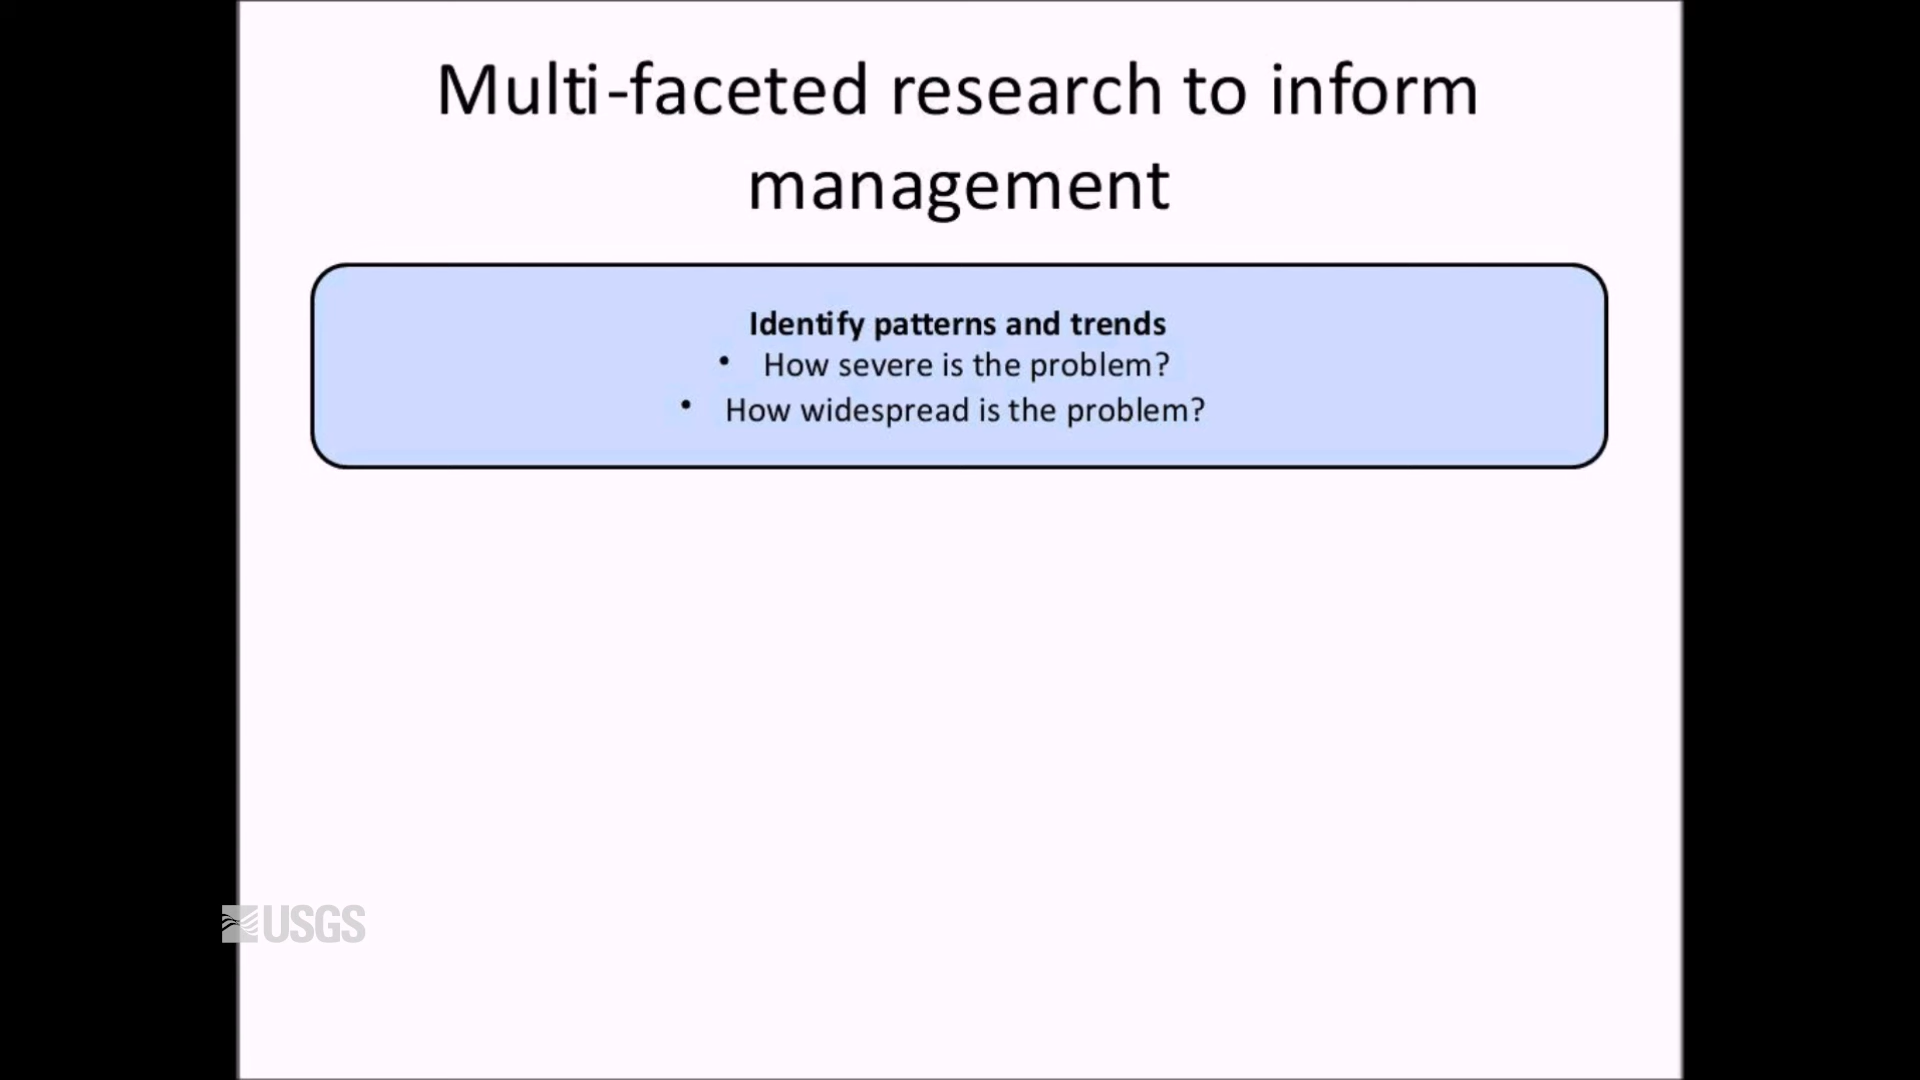 Multi-faceted research to inform
management
Identify patterns and trends
• How severe is the problem?
• How widespread is the problem?
USGS